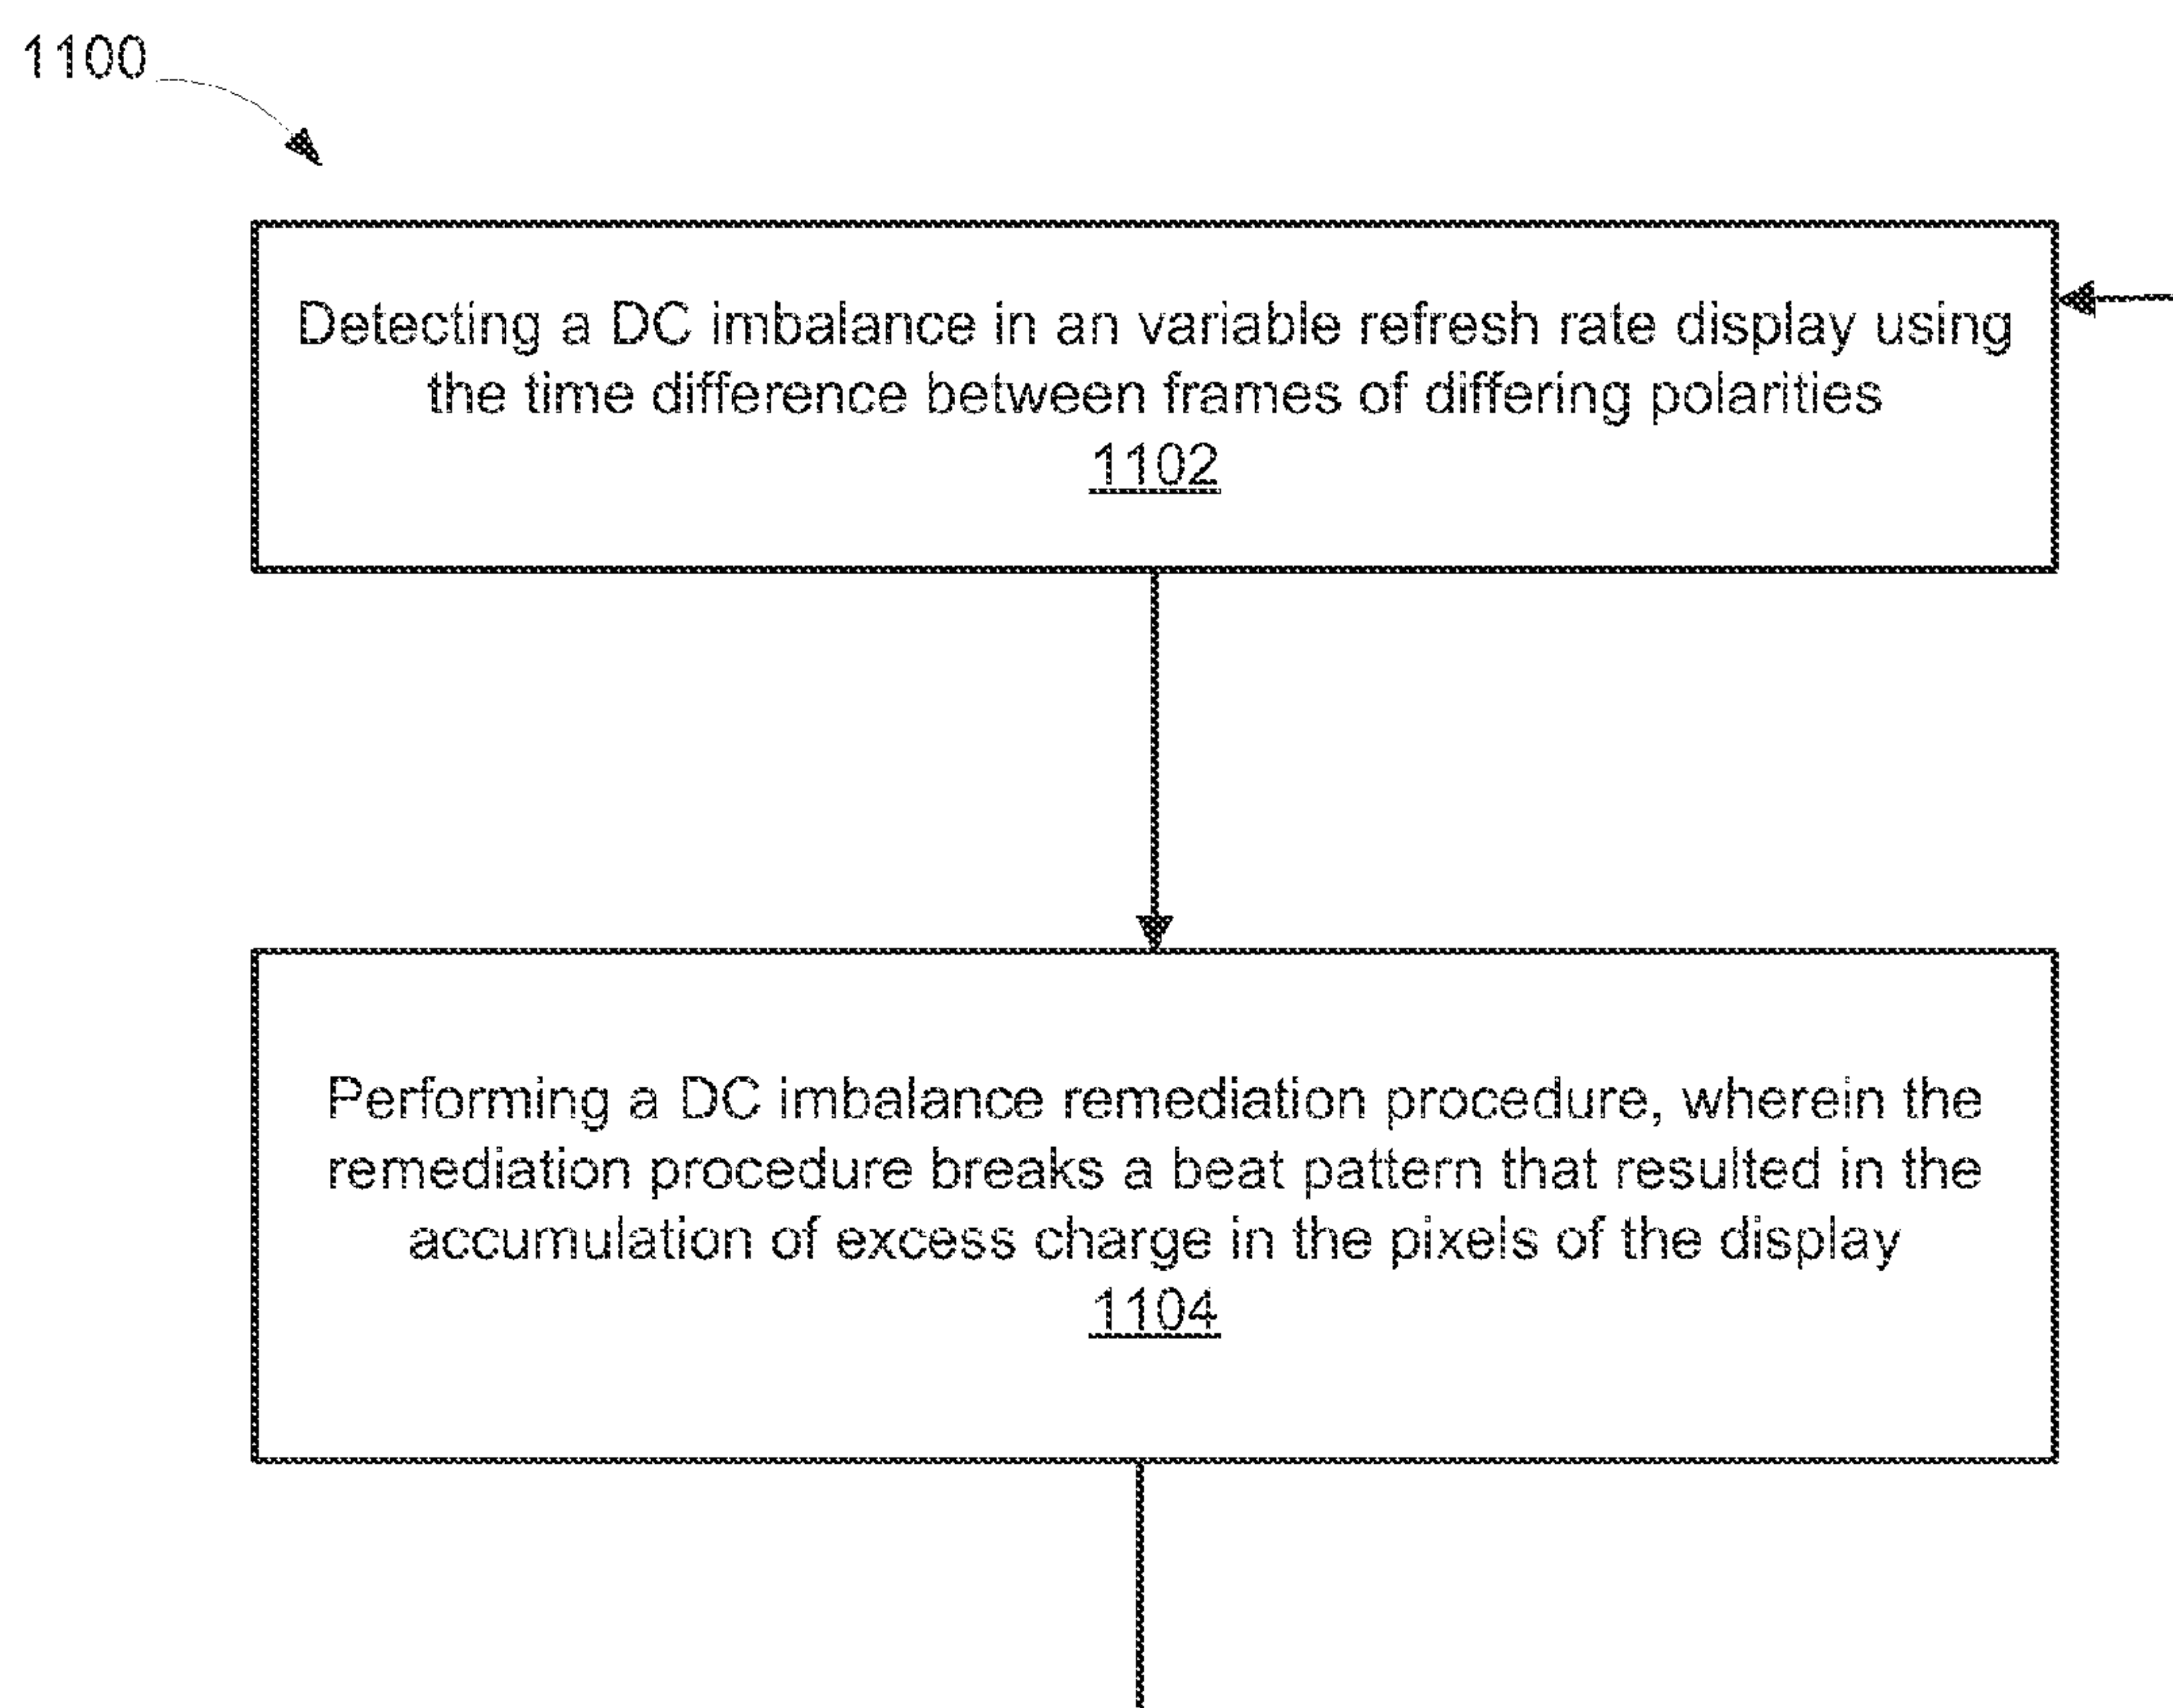 1100
Detecting a DC imbalance in an variable refresh rate display using
the time difference between frames of differing polarities
1102
Performing a DC imbalance remediation procedure, wherein the
remediation procedure breaks a beat pattern that resulted in the
accumulation of excess charge in the pixels of the display
1104